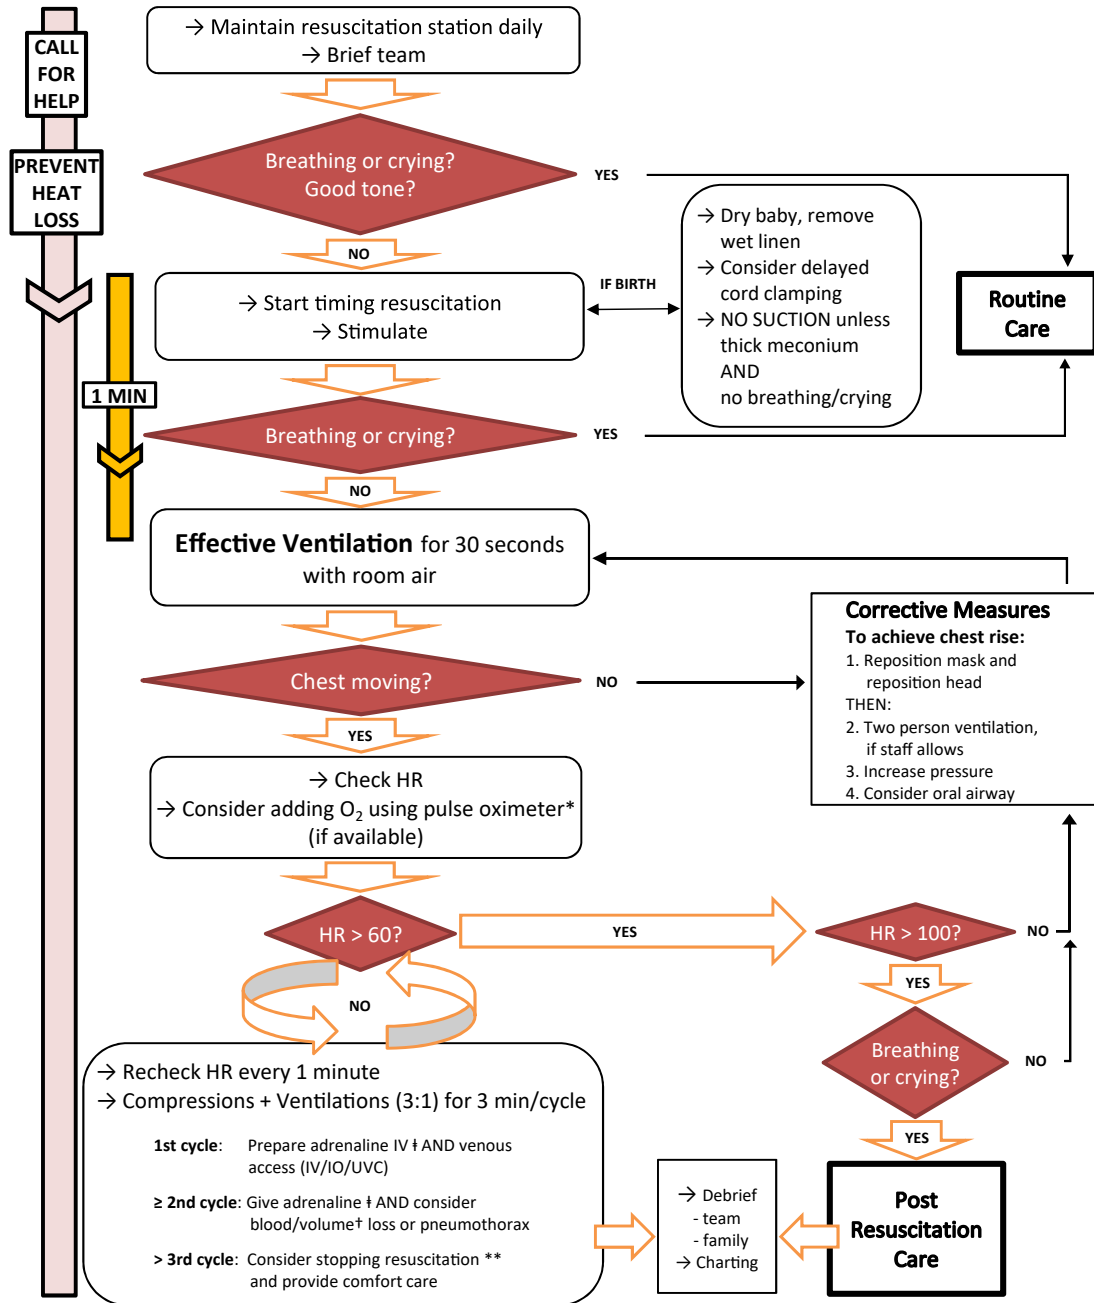 CALL
FOR
HELP
PREVENT
HEAT
LOSS
→ Maintain resuscitation station daily
→ Brief team
Breathing or crying?
Good tone?
YES
NO
→ Start timing resuscitation
→ Stimulate
IF BIRTH
→ Dry baby, remove
wet linen
→ Consider delayed
cord clamping
→ NO SUCTION unless
thick meconium
AND
no breathing/crying
Routine
Care
1 MIN
Breathing or crying?
YES
NO
Effective Ventilation for 30 seconds
with room air
Corrective Measures
To achieve chest rise:
1. Reposition mask and
reposition head
THEN:
2. Two person ventilation,
if staff allows
3. Increase pressure
4. Consider oral airway
Chest moving?
NO
YES
→ Check HR
→ Consider adding O₂ using pulse oximeter*
(if available)
HR > 60?
YES
HR > 100?
NO
NO
YES
Breathing
or crying?
NO
YES
→ Recheck HR every 1 minute
→ Compressions + Ventilations (3:1) for 3 min/cycle
1st cycle: Prepare adrenaline IV ǂ AND venous
access (IV/IO/UVC)
≥ 2nd cycle: Give adrenaline ǂ AND consider
blood/volume† loss or pneumothorax
> 3rd cycle: Consider stopping resuscitation **
and provide comfort care
→ Debrief
- team
- family
→ Charting
Post
Resuscitation
Care